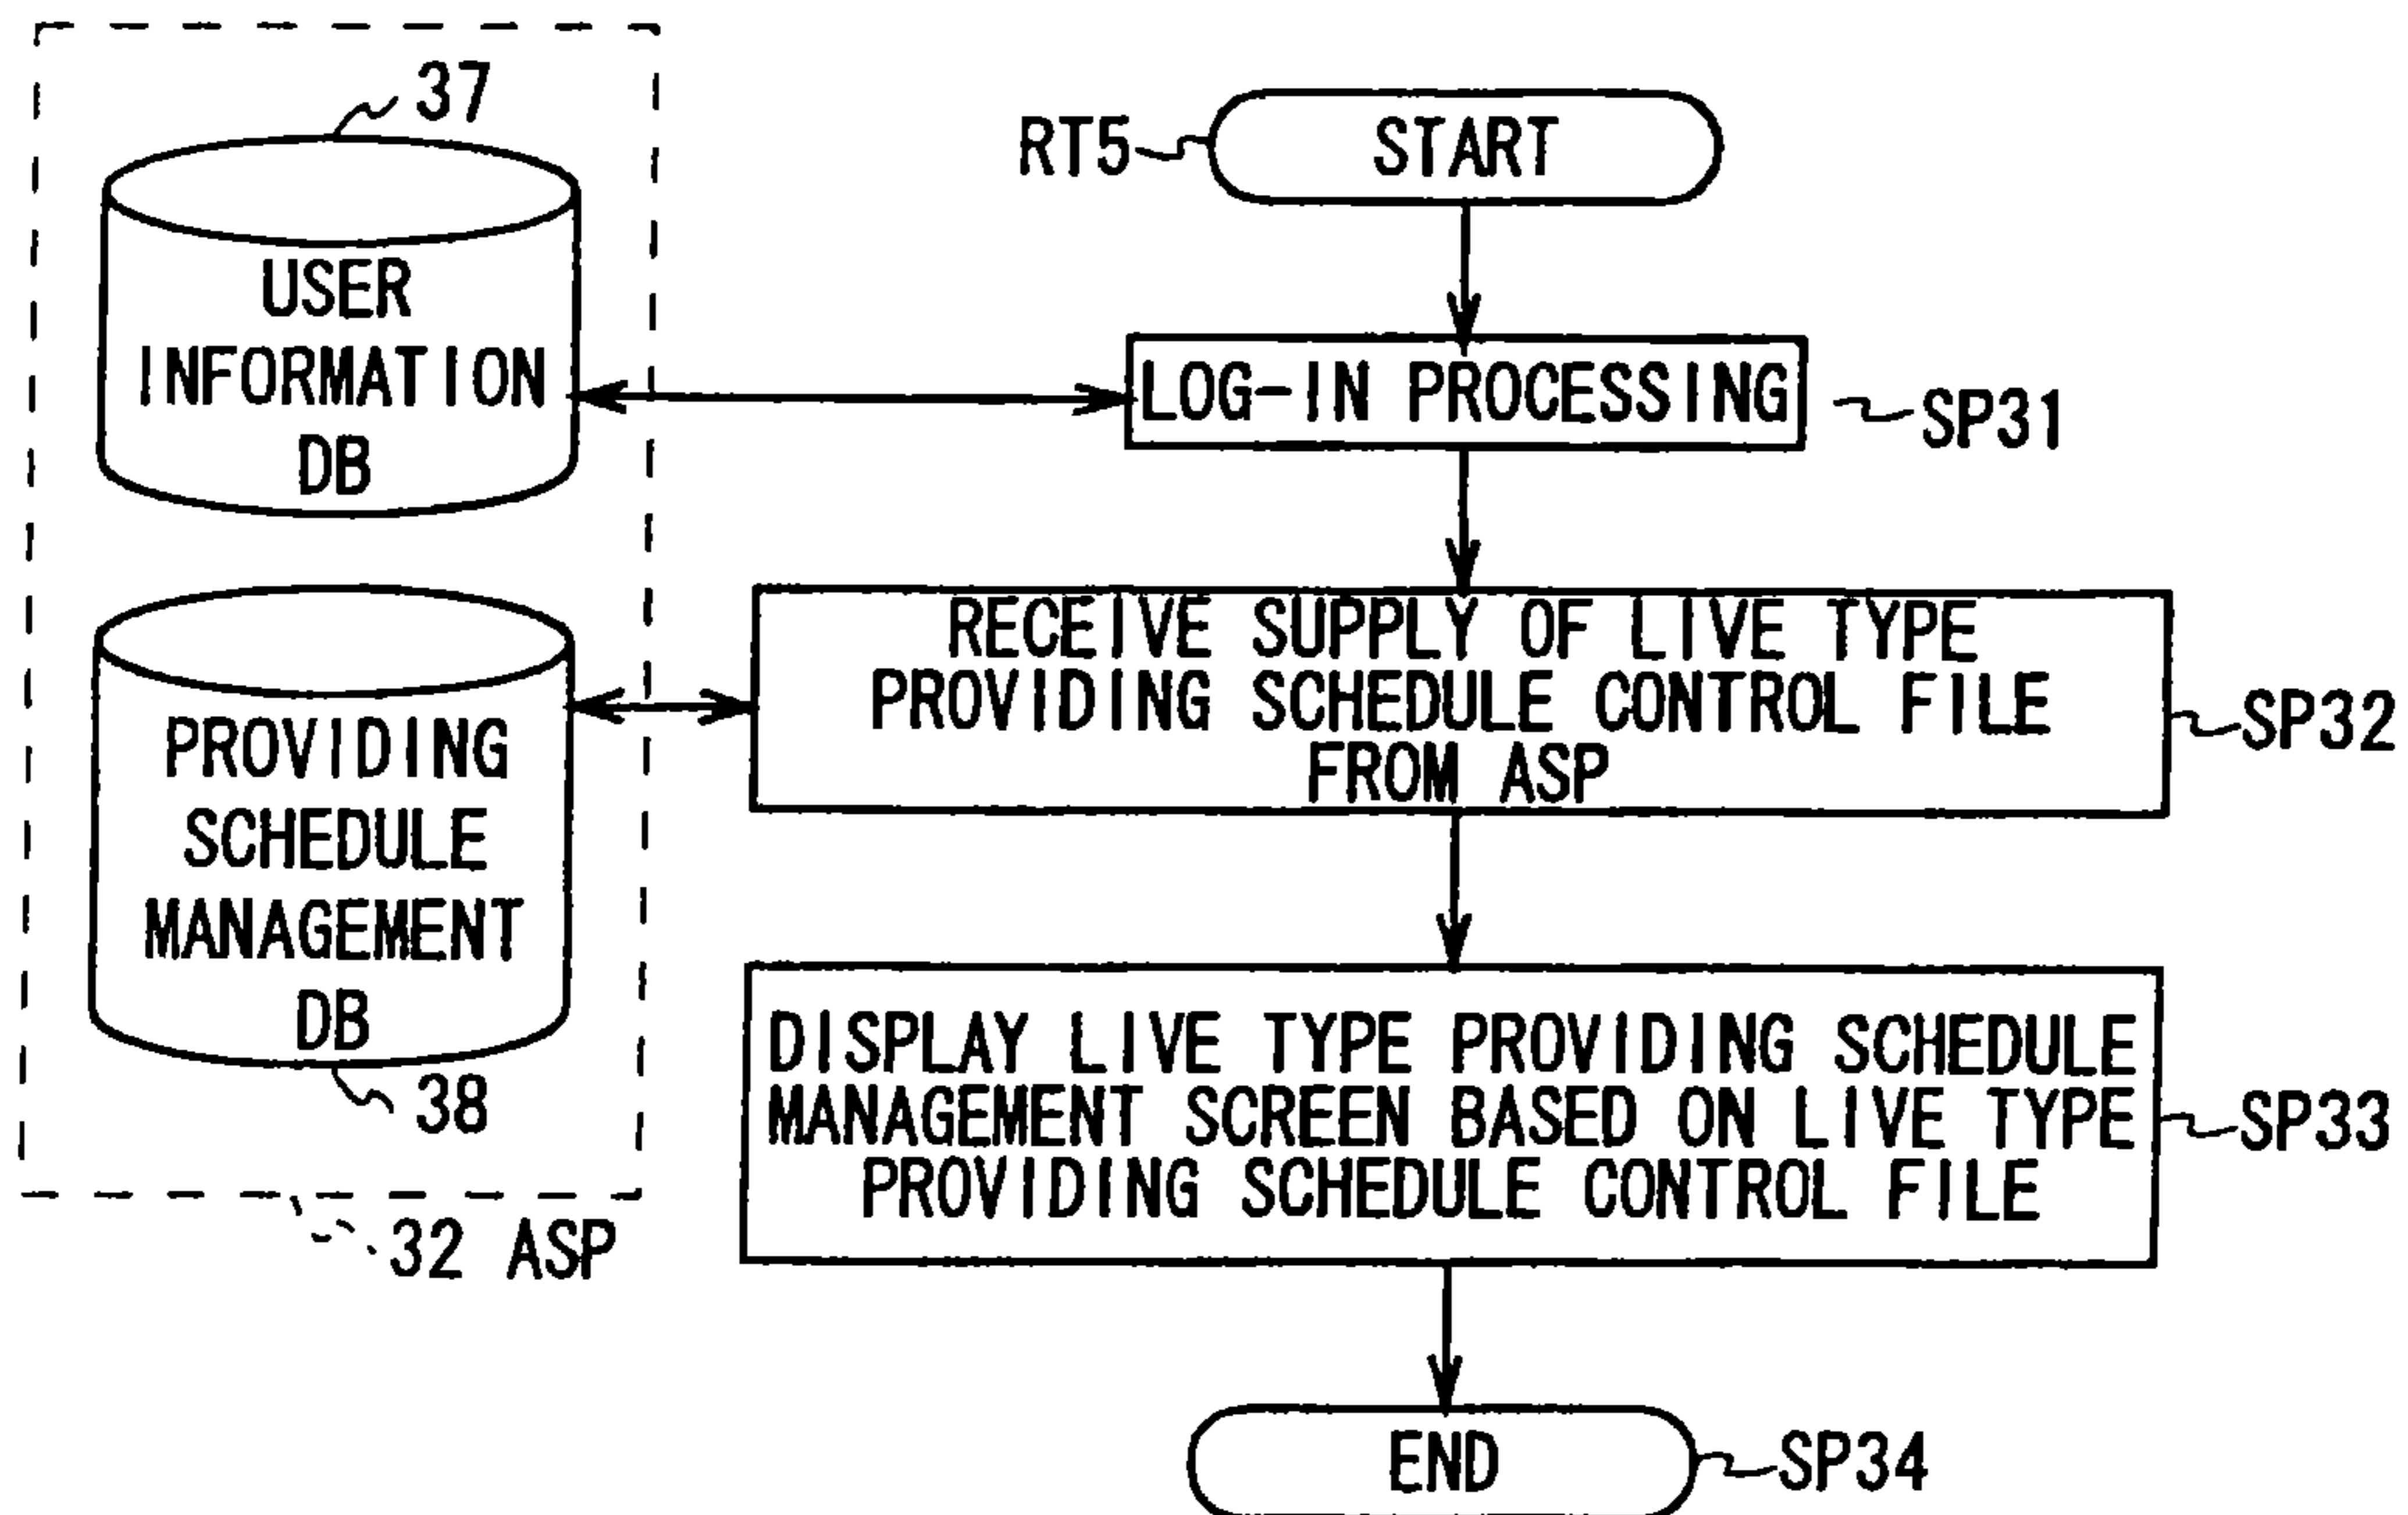 37
USER
INFORMATION
DB
PROVIDING
SCHEDULE
MANAGEMENT
DB
38
32 ASP
RT5
START
LOG-IN PROCESSING
SP31
RECEIVE SUPPLY OF LIVE TYPE
PROVIDING SCHEDULE CONTROL FILE
FROM ASP
SP32
DISPLAY LIVE TYPE PROVIDING SCHEDULE
MANAGEMENT SCREEN BASED ON LIVE TYPE
PROVIDING SCHEDULE CONTROL FILE
SP33
END
SP34